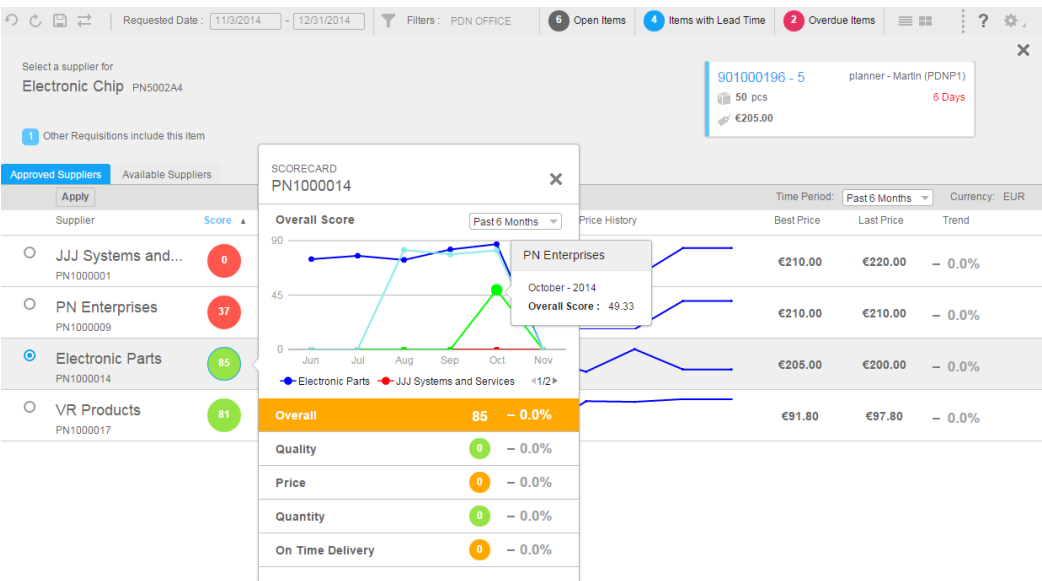 Requested Date : 11/3/2014 - 12/31/2014 Filters : PDN OFFICE 6 Open Items 4 Items with Lead Time 2 Overdue Items ?
Select a supplier for
Electronic Chip PN5002A4
901000196 - 5 planner - Martin (PDNP1)
50 pcs 6 Days
€205.00
1 Other Requisitions include this item
Approved Suppliers Available Suppliers
Apply
Time Period: Past 6 Months Currency: EUR
Supplier Score Price History Best Price Last Price Trend
JJJ Systems and... 0 €210.00 €220.00 – 0.0%
PN1000001
PN Enterprises 37 €210.00 €210.00 – 0.0%
PN1000009
Electronic Parts 85 €205.00 €200.00 – 0.0%
PN1000014
VR Products 81 €91.80 €97.80 – 0.0%
PN1000017
SCORECARD
PN1000014
Overall Score Past 6 Months
90
45
0
Jun Jul Aug Sep Oct Nov
Electronic Parts JJJ Systems and Services 1/2
PN Enterprises
October - 2014
Overall Score : 49.33
Overall 85 – 0.0%
Quality 0 – 0.0%
Price 0 – 0.0%
Quantity 0 – 0.0%
On Time Delivery 0 – 0.0%